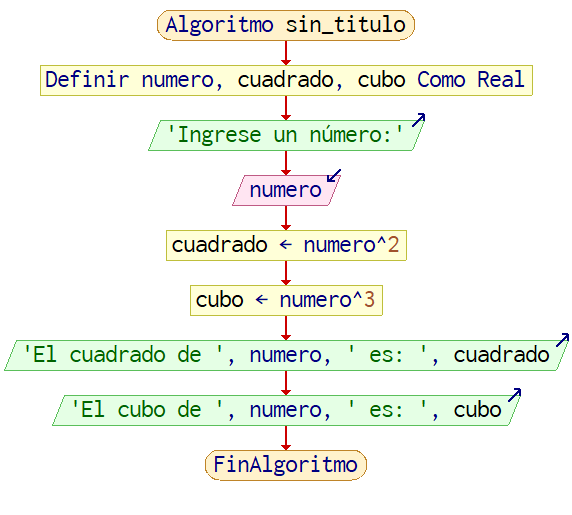 Algoritmo sin_titulo
Definir numero, cuadrado, cubo Como Real
'Ingrese un número:'
numero
cuadrado ← numero^2
cubo ← numero^3
'El cuadrado de ', numero, ' es: ', cuadrado
'El cubo de ', numero, ' es: ', cubo
FinAlgoritmo